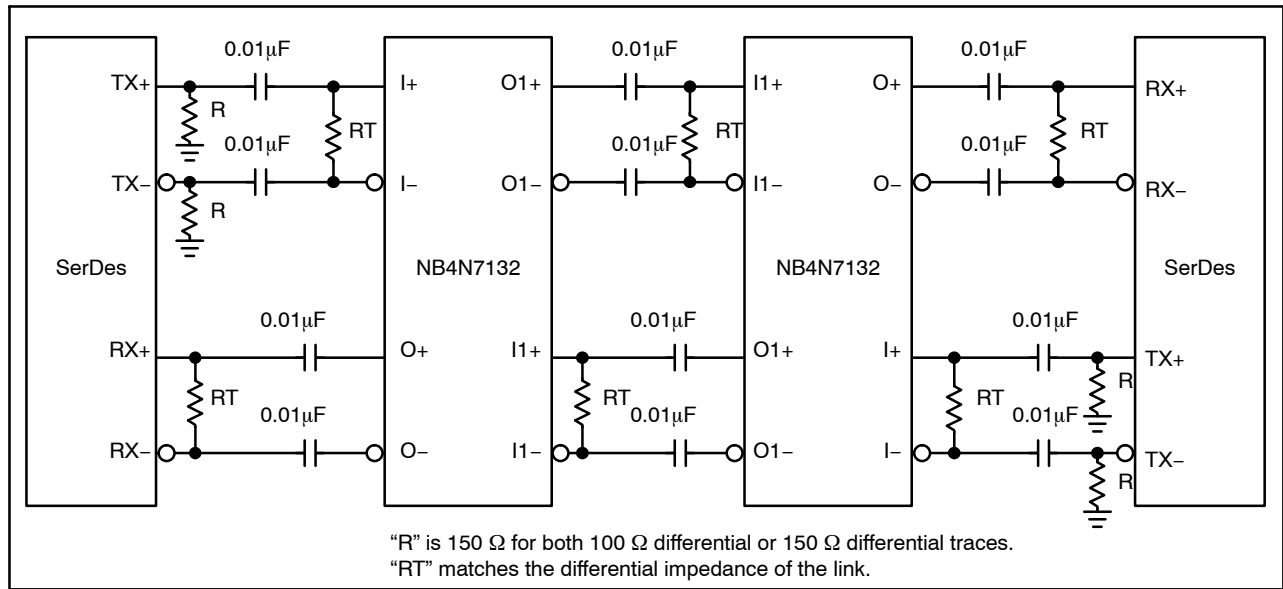 0.01μF 0.01μF 0.01μF
TX+ I+ O1+ I1+ O+ RX+
R RT RT RT
0.01μF 0.01μF 0.01μF
TX− I− O1− I1− O− RX−
R
SerDes NB4N7132 NB4N7132 SerDes
0.01μF 0.01μF 0.01μF
RX+ O+ I1+ O1+ I+ TX+
R
RT RT RT
0.01μF 0.01μF 0.01μF
RX− O− I1− O1− I− TX−
R
“R” is 150 Ω for both 100 Ω differential or 150 Ω differential traces.
“RT” matches the differential impedance of the link.